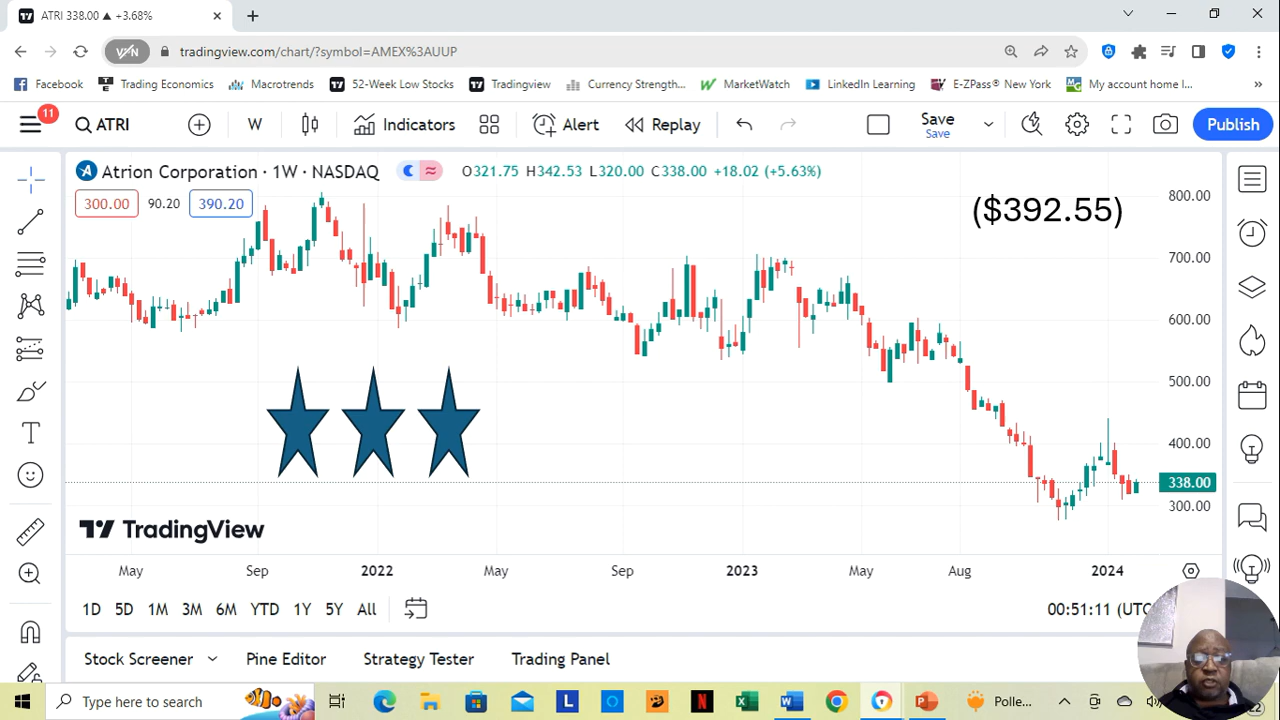 ATRI 338.00 ▲ +3.68%
VPN
tradingview.com/chart/?symbol=AMEX%3AUUP
Facebook
Trading Economics
Macrotrends
52-Week Low Stocks
Tradingview
Currency Strength...
MarketWatch
LinkedIn Learning
E-ZPass® New York
My account home I...
»
11
ATRI
W
Indicators
Alert
Replay
Save
Save
Publish
Atrion Corporation · 1W · NASDAQ
O321.75 H342.53 L320.00 C338.00 +18.02 (+5.63%)
300.00
90.20
390.20
($392.55)
800.00
700.00
600.00
500.00
400.00
338.00
300.00
TradingView
May
Sep
2022
May
Sep
2023
May
Aug
2024
1D 5D 1M 3M 6M YTD 1Y 5Y All
00:51:11 (UTC
Stock Screener
Pine Editor
Strategy Tester
Trading Panel
Type here to search
Polle...